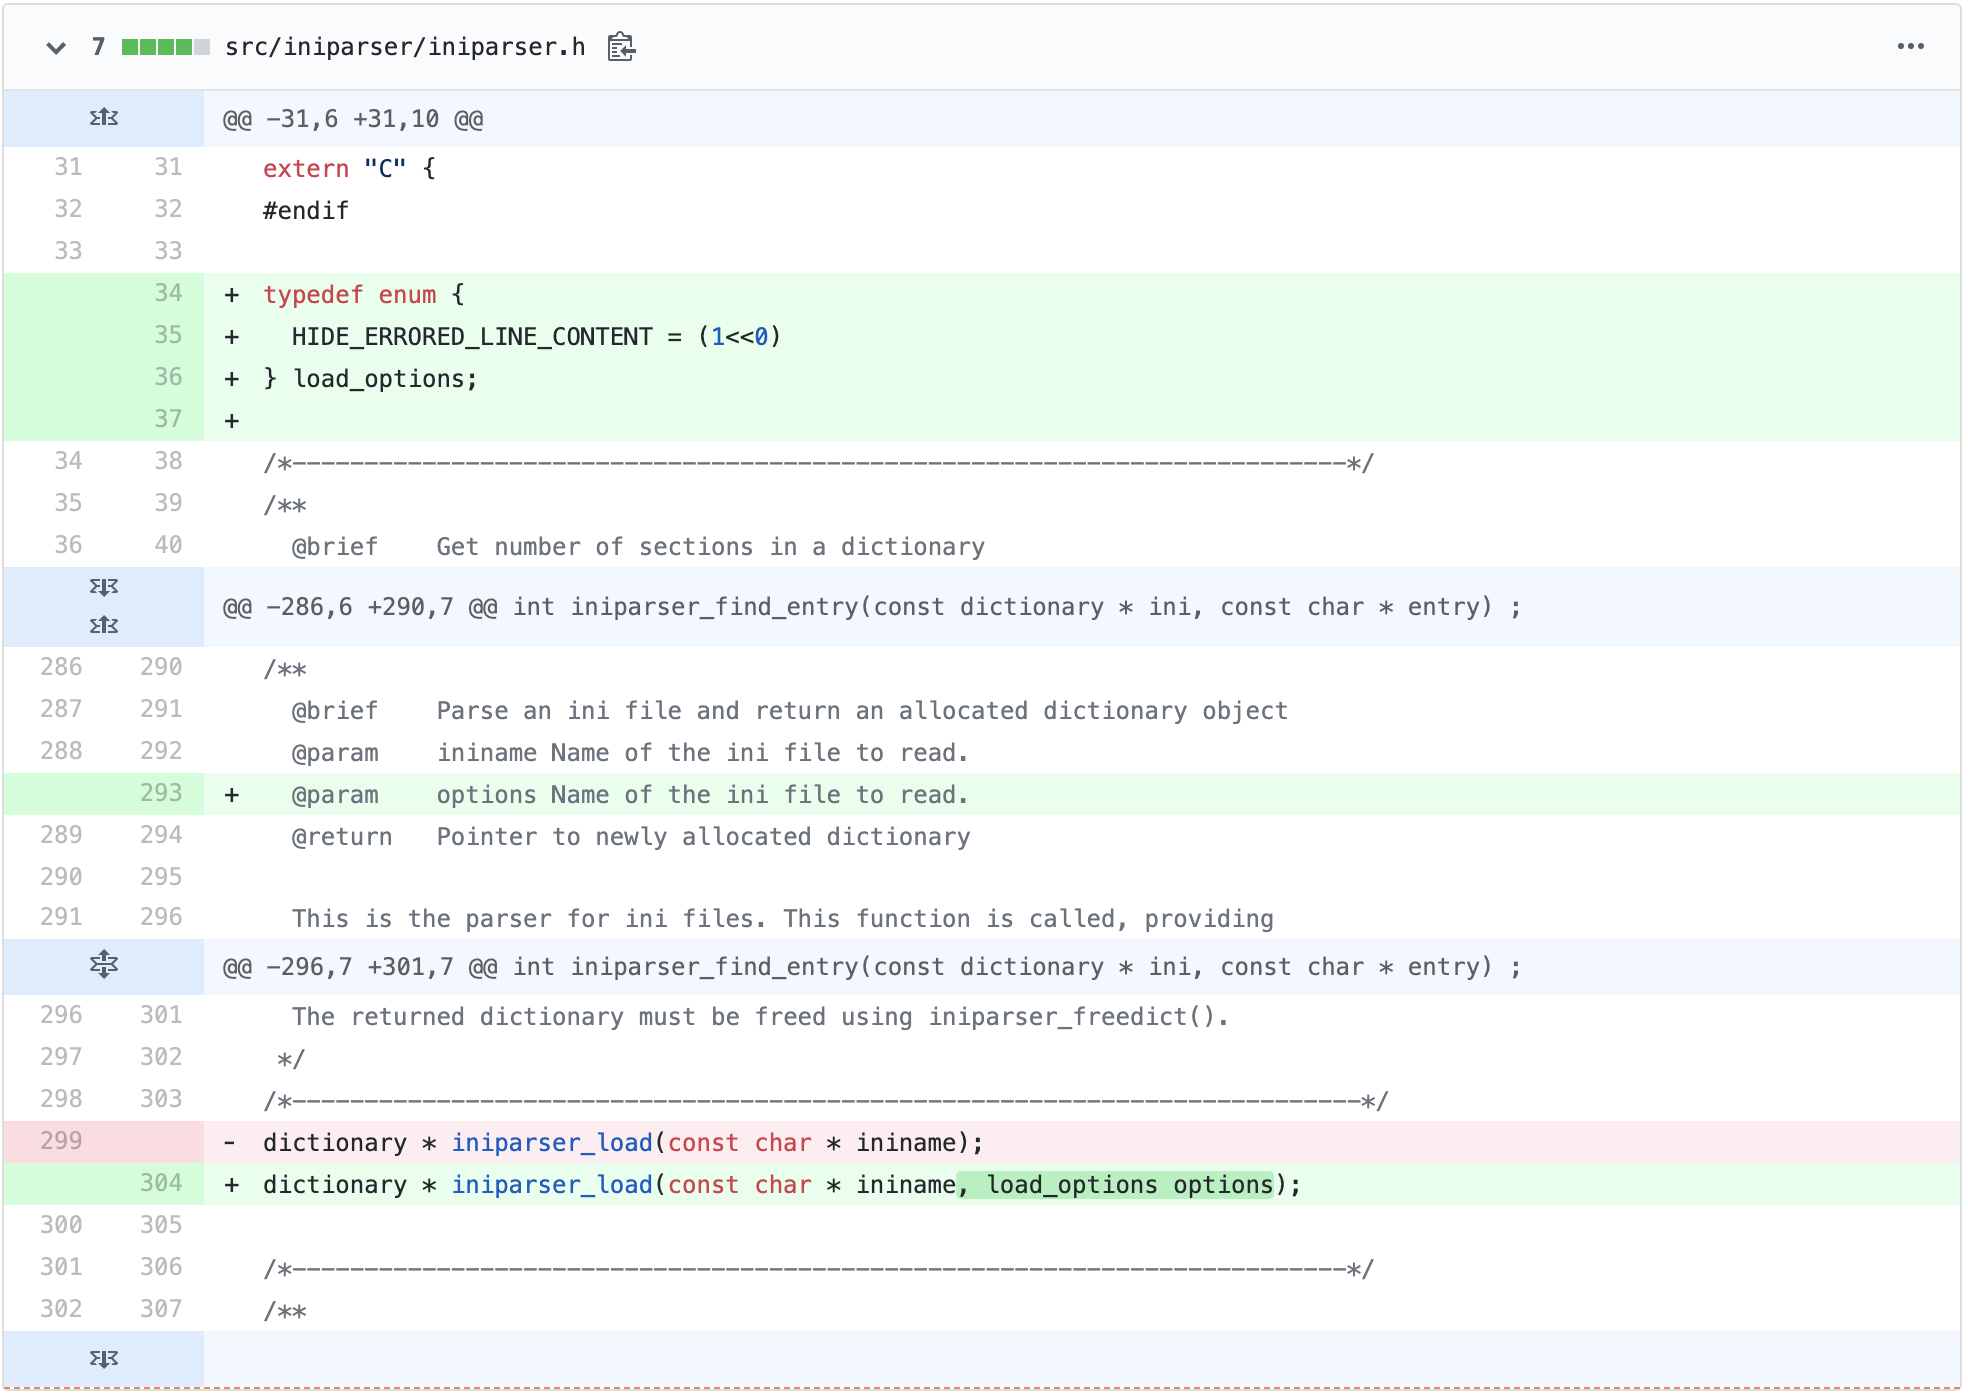 7 src/iniparser/iniparser.h
@@ -31,6 +31,10 @@
31 31 extern "C" {
32 32 #endif
33 33
34 + typedef enum {
35 + HIDE_ERRORED_LINE_CONTENT = (1<<0)
36 + } load_options;
37 +
34 38 /*-------------------------------------------------------------------------*/
35 39 /**
36 40 @brief    Get number of sections in a dictionary
@@ -286,6 +290,7 @@ int iniparser_find_entry(const dictionary * ini, const char * entry) ;
286 290 /**
287 291 @brief    Parse an ini file and return an allocated dictionary object
288 292 @param    ininame Name of the ini file to read.
293 + @param    options Name of the ini file to read.
289 294 @return   Pointer to newly allocated dictionary
290 295
291 296 This is the parser for ini files. This function is called, providing
@@ -296,7 +301,7 @@ int iniparser_find_entry(const dictionary * ini, const char * entry) ;
296 301 The returned dictionary must be freed using iniparser_freedict().
297 302 */
298 303 /*--------------------------------------------------------------------------*/
299 - dictionary * iniparser_load(const char * ininame);
304 + dictionary * iniparser_load(const char * ininame, load_options options);
300 305
301 306 /*-------------------------------------------------------------------------*/
302 307 /**